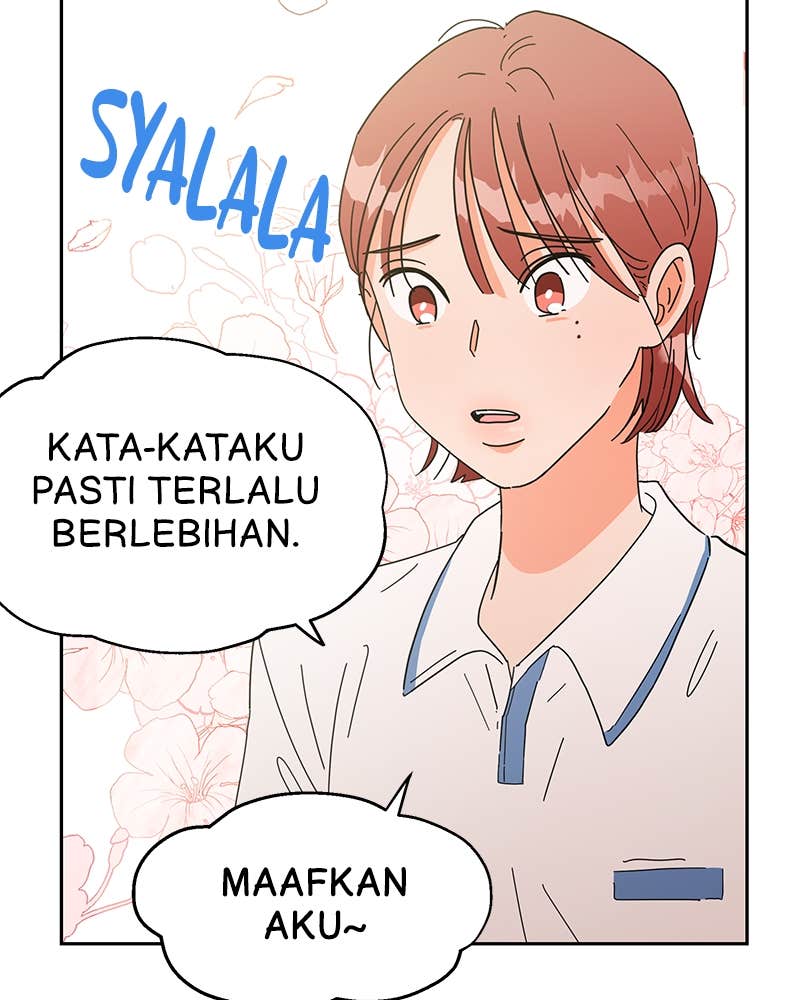 SYALALA
KATA-KATAKU
PASTI TERLALU
BERLEBIHAN.
MAAFKAN
AKU~